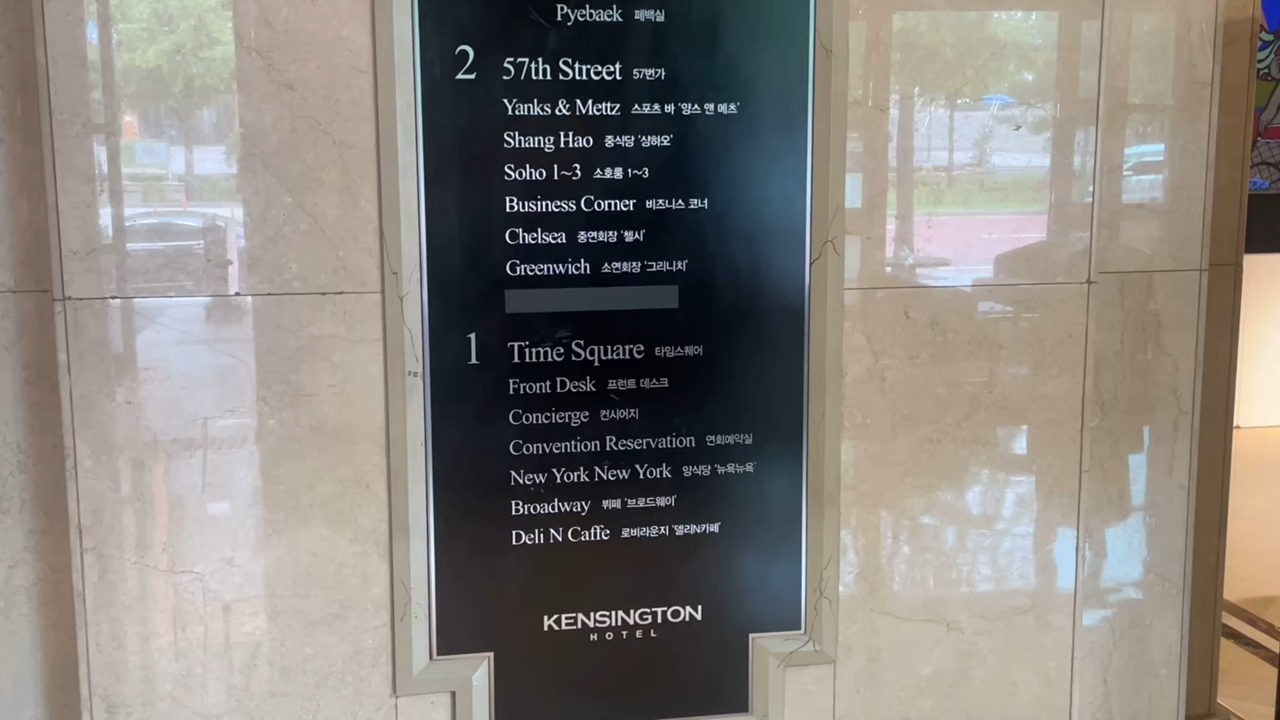 Pyebaek 폐백실
2 57th Street 57번가
Yanks & Mettz 스포츠 바 '양스 앤 메츠'
Shang Hao 중식당 '샹하오'
Soho 1~3 소호룸 1~3
Business Corner 비즈니스 코너
Chelsea 중연회장 '첼시'
Greenwich 소연회장 '그리니치'
1 Time Square 타임스퀘어
Front Desk 프런트 데스크
Concierge 컨시어지
Convention Reservation 연회예약실
New York New York 양식당 '뉴욕뉴욕'
Broadway 뷔페 '브로드웨이'
Deli N Caffe 로비라운지 '델리N카페'
KENSINGTON
HOTEL